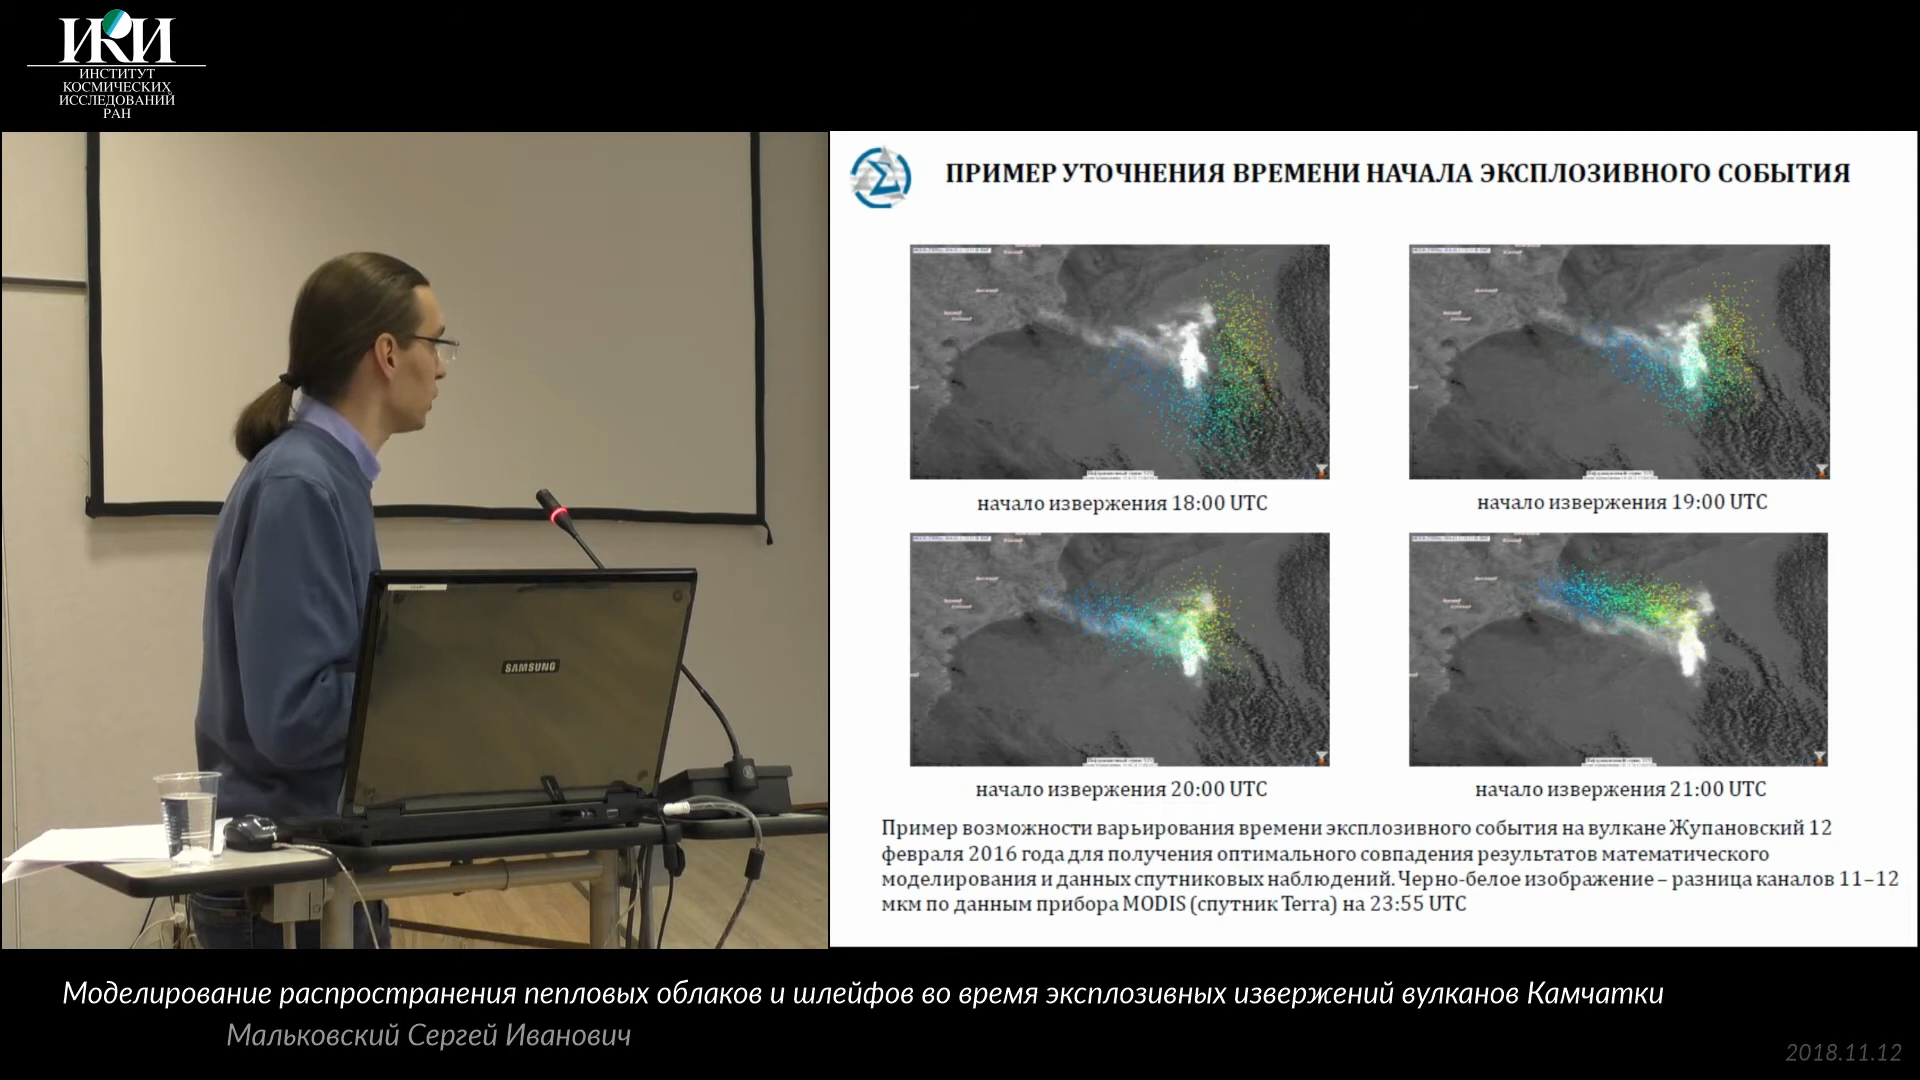 ИКИ
ИНСТИТУТ
КОСМИЧЕСКИХ
ИССЛЕДОВАНИЙ
РАН
ПРИМЕР УТОЧНЕНИЯ ВРЕМЕНИ НАЧАЛА ЭКСПЛОЗИВНОГО СОБЫТИЯ
начало извержения 18:00 UTC
начало извержения 19:00 UTC
начало извержения 20:00 UTC
начало извержения 21:00 UTC
Пример возможности варьирования времени эксплозивного события на вулкане Жупановский 12
февраля 2016 года для получения оптимального совпадения результатов математического
моделирования и данных спутниковых наблюдений. Черно-белое изображение – разница каналов 11–12
мкм по данным прибора MODIS (спутник Terra) на 23:55 UTC
SAMSUNG
Моделирование распространения пепловых облаков и шлейфов во время эксплозивных извержений вулканов Камчатки
Мальковский Сергей Иванович
2018.11.12